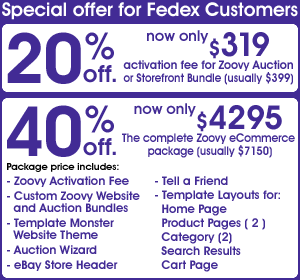 Special offer for Fedex Customers
20%
off.
now only
$319
activation fee for Zoovy Auction
or Storefront Bundle (usually $399)
40%
off.
now only
$4295
The complete Zoovy eCommerce
package (usually $7150)
Package price includes:
- Zoovy Activation Fee
- Custom Zoovy Website
and Auction Bundles
- Template Monster
Website Theme
- Auction Wizard
- eBay Store Header
- Tell a Friend
- Template Layouts for:
Home Page
Product Pages ( 2 )
Category (2)
Search Results
Cart Page